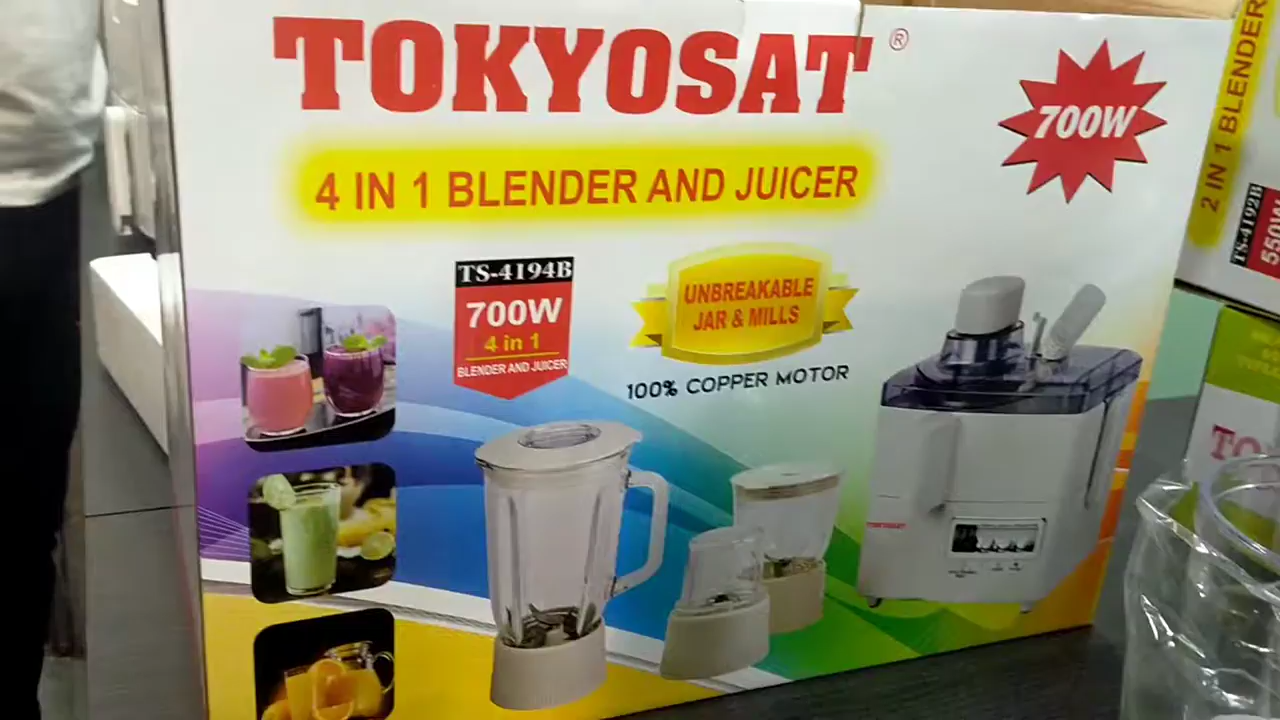 TOKYOSAT ®
700W
4 IN 1 BLENDER AND JUICER
TS-4194B
700W
4 in 1
BLENDER AND JUICER
UNBREAKABLE
JAR & MILLS
100% COPPER MOTOR
TOKYOSAT
2 IN 1 BLENDER
TS-4192B
550W
TO